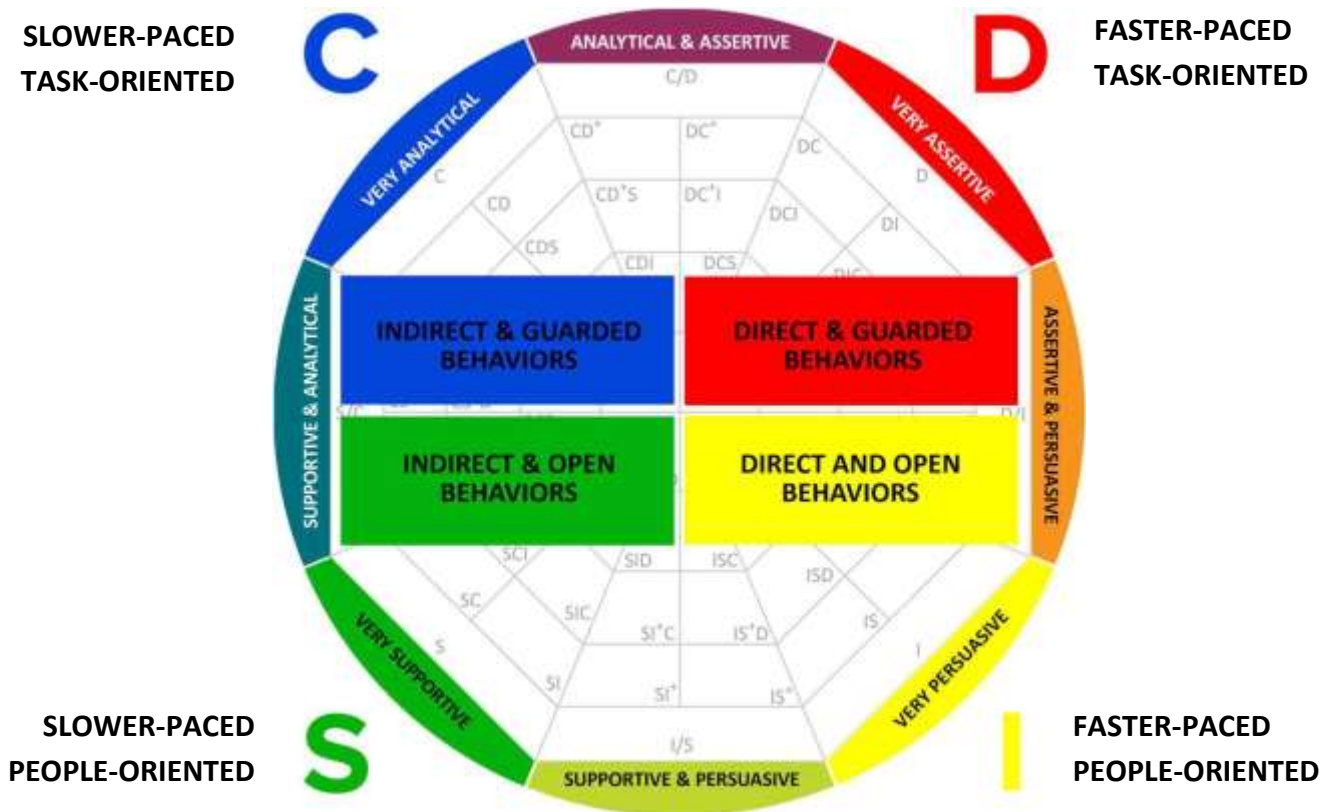 SLOWER-PACED
TASK-ORIENTED
C
ANALYTICAL & ASSERTIVE
D
FASTER-PACED
TASK-ORIENTED
VERY ANALYTICAL
VERY ASSERTIVE
C/D
CD⁺
DC⁺
DC
C
D
CD
CD⁺S
DC⁺I
DCI
DI
CDS
CDI
DCS
SUPPORTIVE & ANALYTICAL
INDIRECT & GUARDED
BEHAVIORS
DIRECT & GUARDED
BEHAVIORS
ASSERTIVE & PERSUASIVE
D/I
INDIRECT & OPEN
BEHAVIORS
DIRECT AND OPEN
BEHAVIORS
SCI
SID
ISC
ISD
SC
SIC
SI⁺C
IS⁺D
IS
S
I
SI
SI⁺
IS⁺
VERY SUPPORTIVE
VERY PERSUASIVE
I/S
SLOWER-PACED
PEOPLE-ORIENTED
S
SUPPORTIVE & PERSUASIVE
I
FASTER-PACED
PEOPLE-ORIENTED